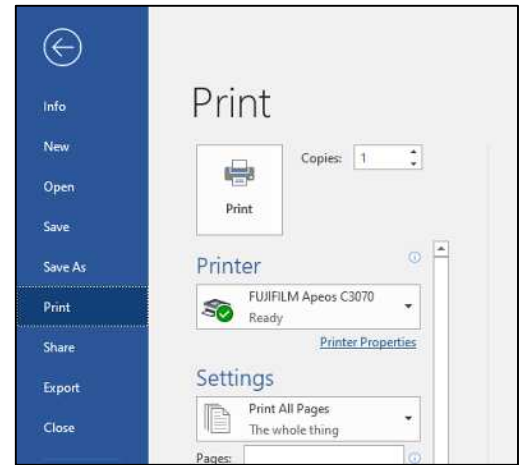 Info
New
Open
Save
Save As
Print
Share
Export
Close
Print
Copies: 1
Print
Printer
FUJIFILM Apeos C3070
Ready
Printer Properties
Settings
Print All Pages
The whole thing
Pages: